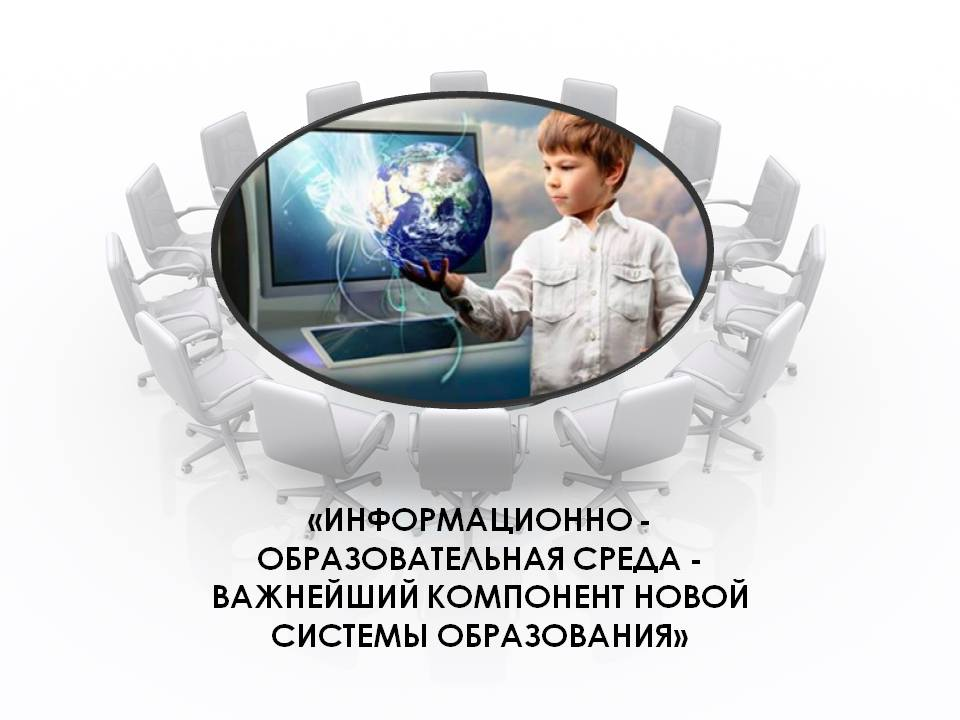 «ИНФОРМАЦИОННО -
ОБРАЗОВАТЕЛЬНАЯ СРЕДА -
ВАЖНЕЙШИЙ КОМПОНЕНТ НОВОЙ
СИСТЕМЫ ОБРАЗОВАНИЯ»